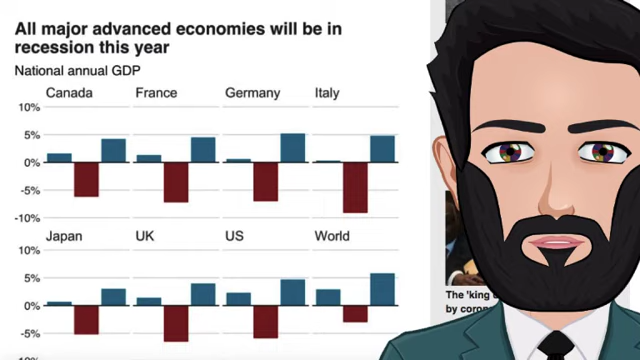 All major advanced economies will be in
recession this year
National annual GDP
Canada France Germany Italy
10%
5%
0%
-5%
-10%
Japan UK US World
10%
5%
0%
-5%
The 'king
by